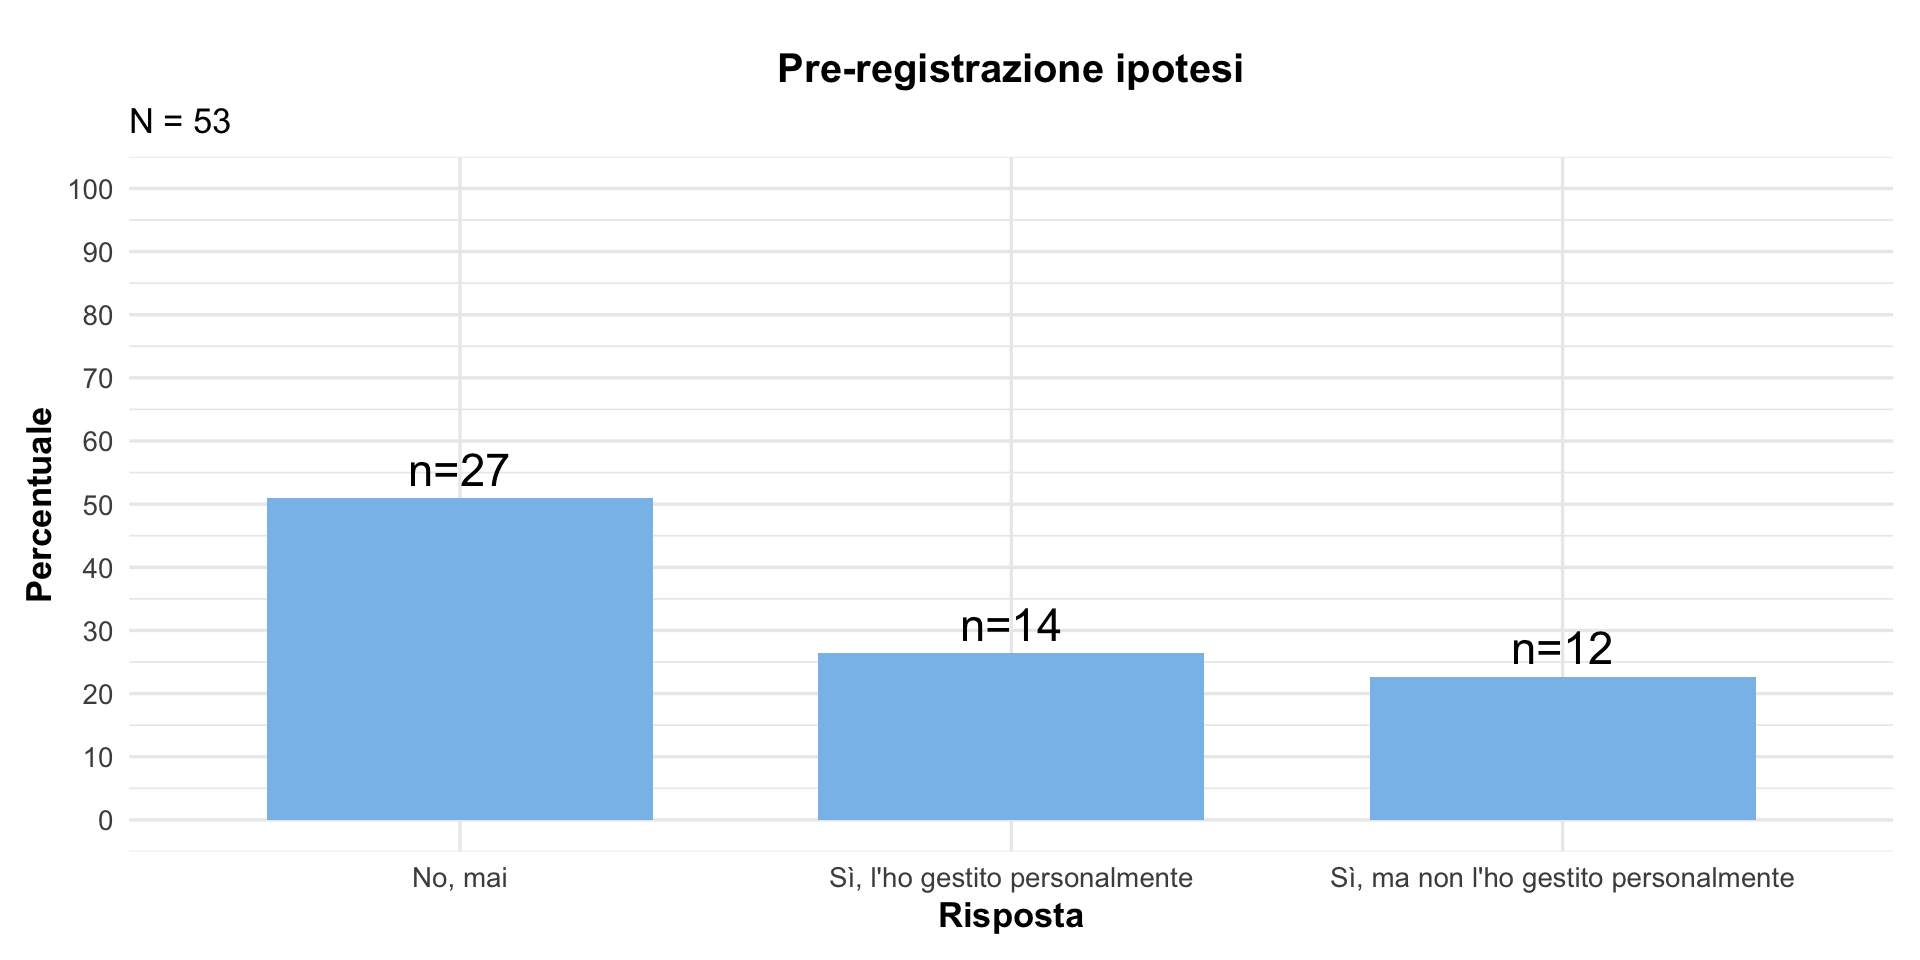 Pre-registrazione ipotesi
N = 53
Percentuale
100
90
80
70
60
50
40
30
20
10
0
n=27
n=14
n=12
No, mai
Sì, l'ho gestito personalmente
Sì, ma non l'ho gestito personalmente
Risposta